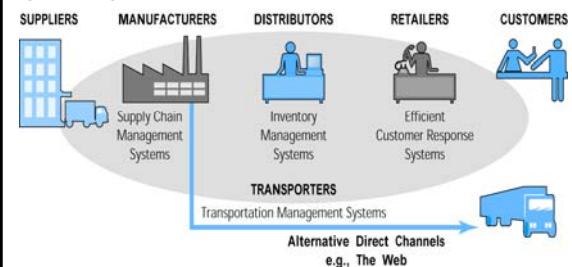 SUPPLIERS MANUFACTURERS DISTRIBUTORS RETAILERS CUSTOMERS
Supply Chain
Management
Systems
Inventory
Management
Systems
Efficient
Customer Response
Systems
TRANSPORTERS
Transportation Management Systems
Alternative Direct Channels
e.g., The Web